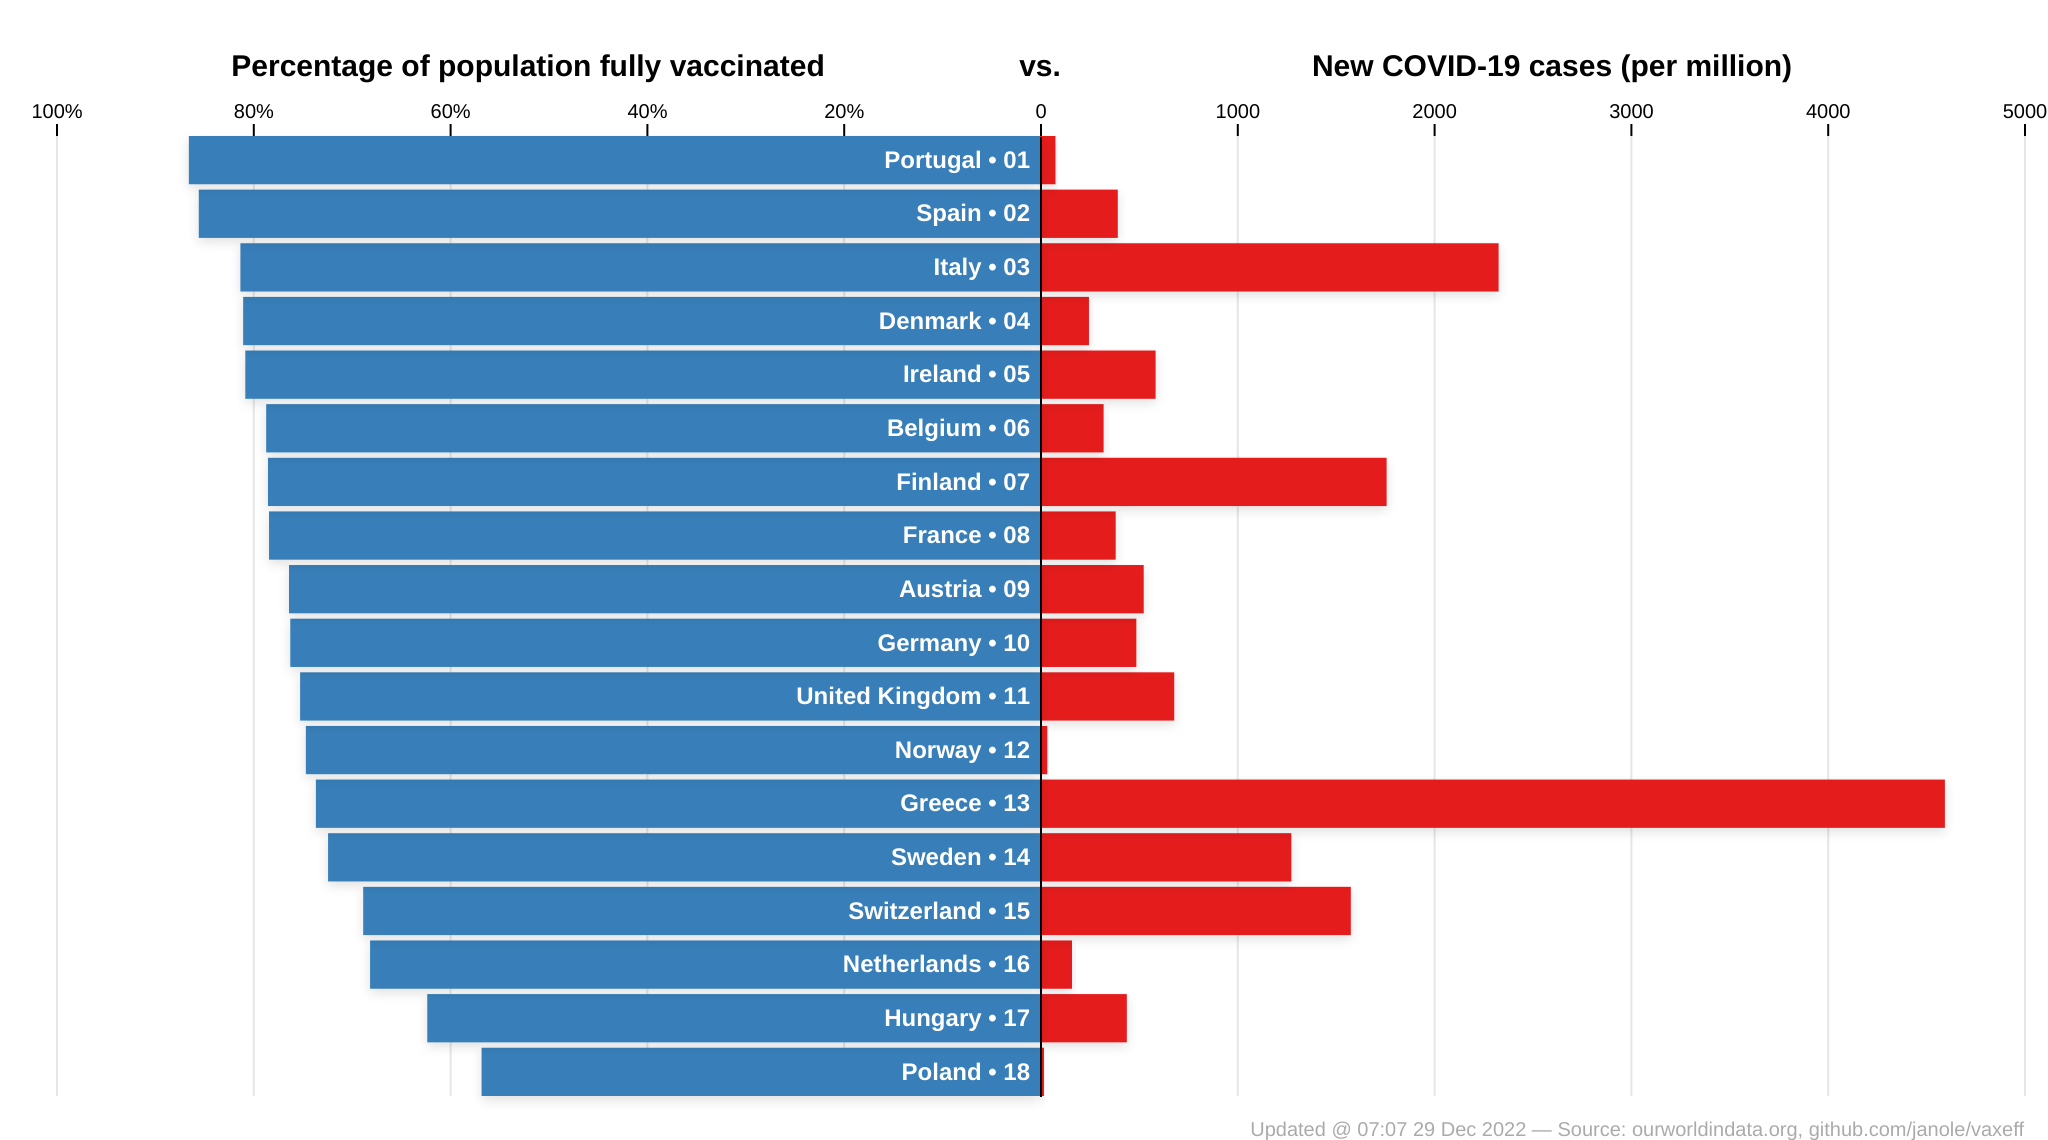 Percentage of population fully vaccinated vs. New COVID-19 cases (per million)
100% 80% 60% 40% 20% 0 1000 2000 3000 4000 5000
Portugal • 01
Spain • 02
Italy • 03
Denmark • 04
Ireland • 05
Belgium • 06
Finland • 07
France • 08
Austria • 09
Germany • 10
United Kingdom • 11
Norway • 12
Greece • 13
Sweden • 14
Switzerland • 15
Netherlands • 16
Hungary • 17
Poland • 18
Updated @ 07:07 29 Dec 2022 — Source: ourworldindata.org, github.com/janole/vaxeff